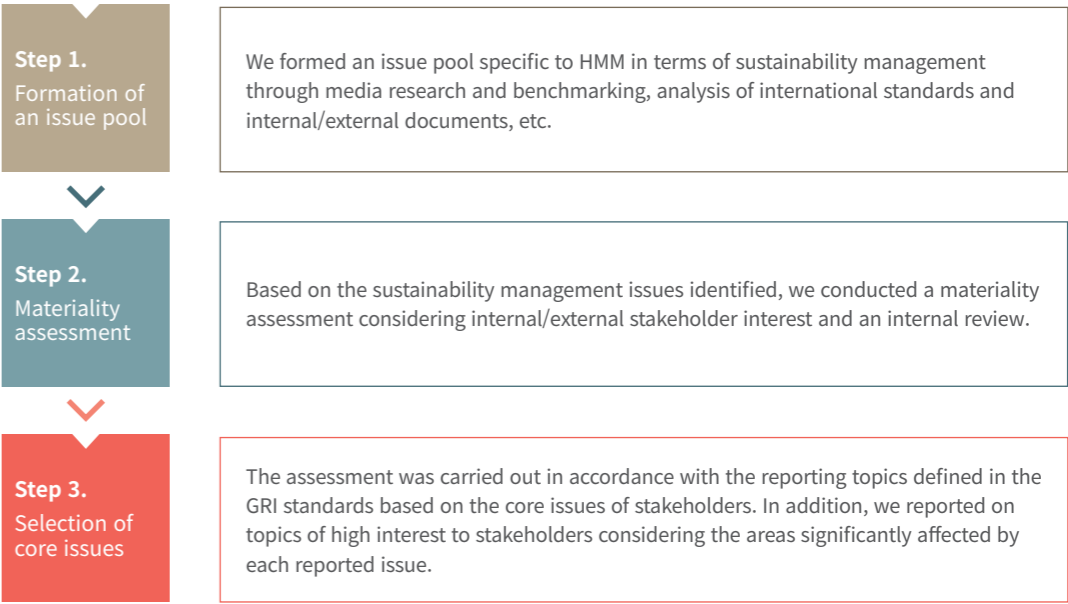 Step 1.
Formation of
an issue pool
We formed an issue pool specific to HMM in terms of sustainability management
through media research and benchmarking, analysis of international standards and
internal/external documents, etc.
Step 2.
Materiality
assessment
Based on the sustainability management issues identified, we conducted a materiality
assessment considering internal/external stakeholder interest and an internal review.
Step 3.
Selection of
core issues
The assessment was carried out in accordance with the reporting topics defined in the
GRI standards based on the core issues of stakeholders. In addition, we reported on
topics of high interest to stakeholders considering the areas significantly affected by
each reported issue.